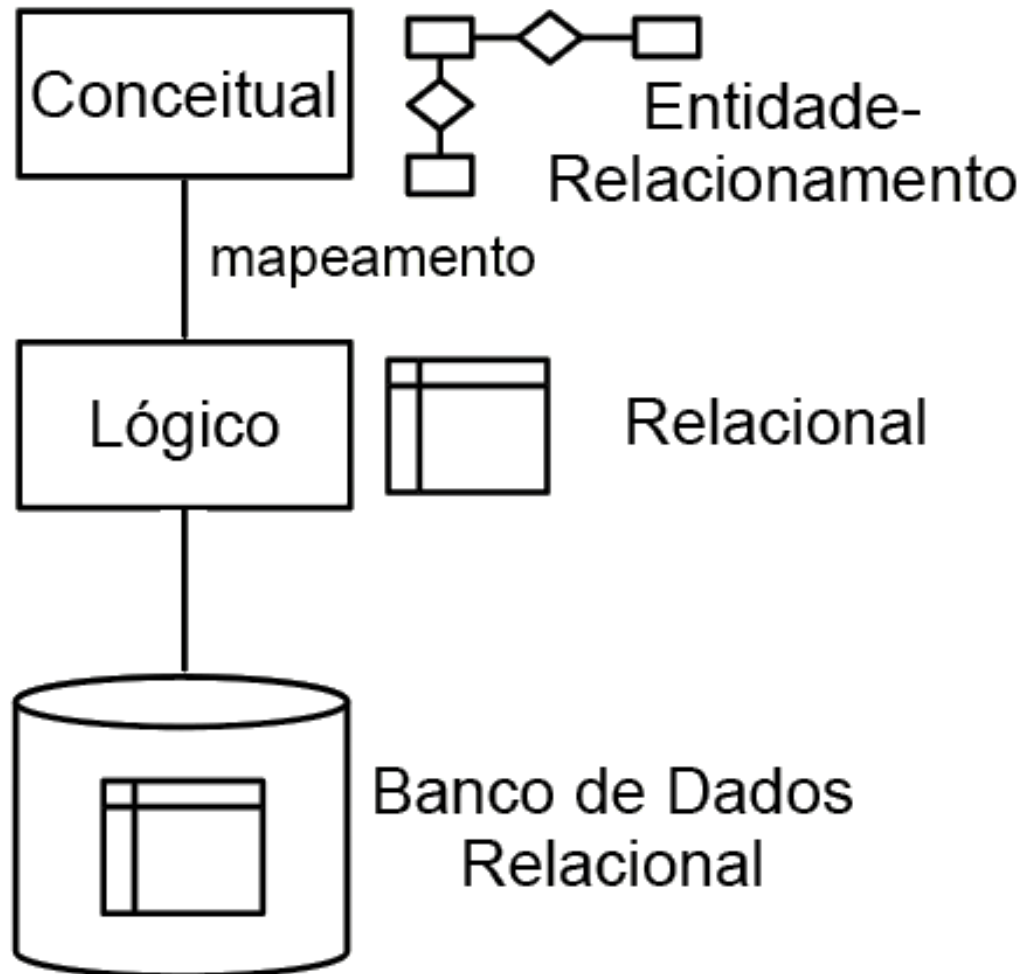 Conceitual
Entidade-
Relacionamento
mapeamento
Lógico
Relacional
Banco de Dados
Relacional